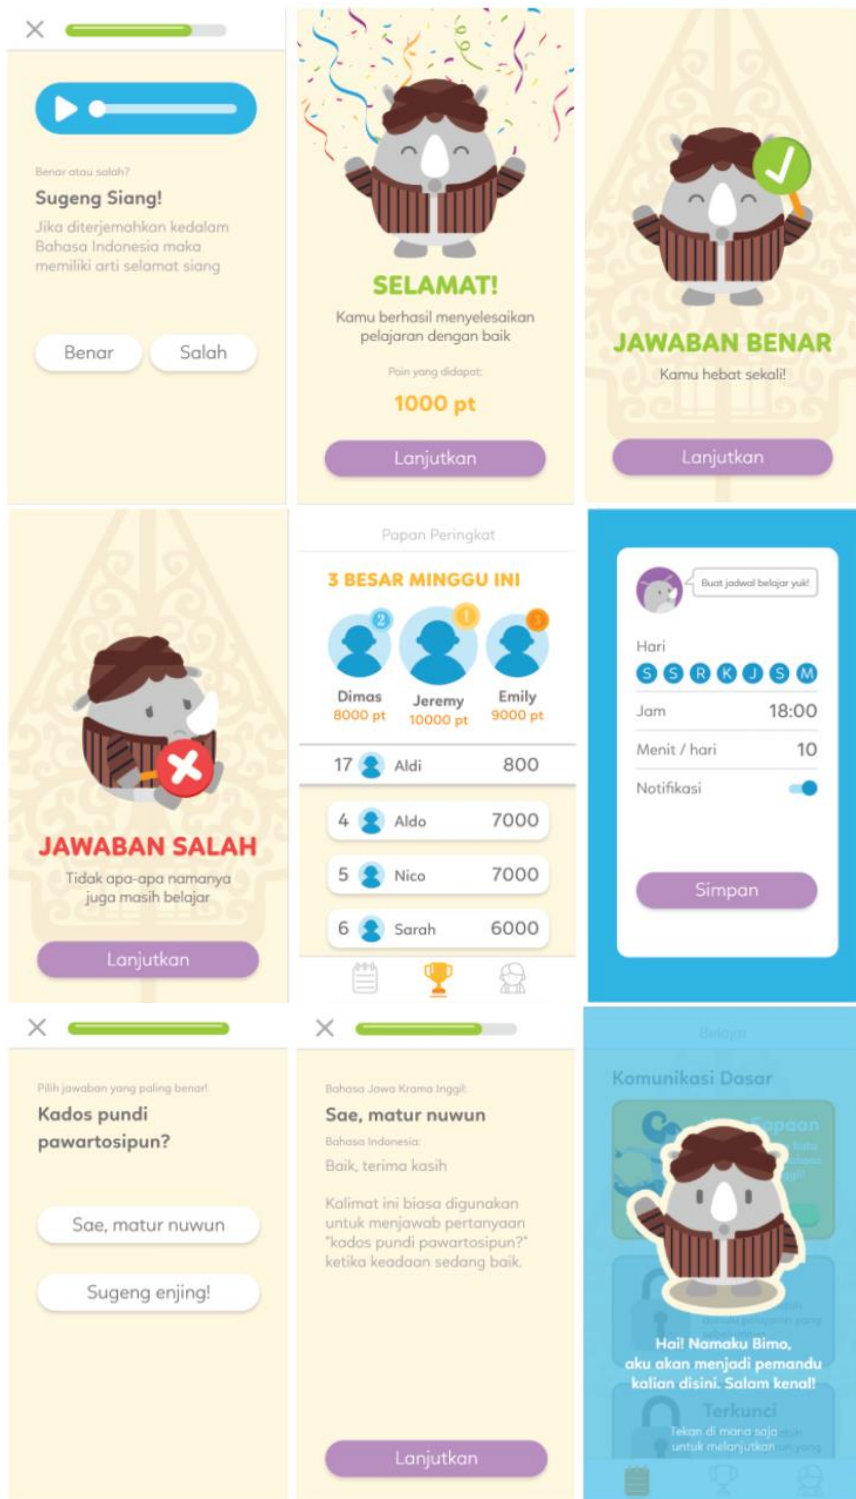 Benar atau salah?
Sugeng Siang!
Jika diterjemahkan kedalam
Bahasa Indonesia maka
memiliki arti selamat siang
Benar
Salah
SELAMAT!
Kamu berhasil menyelesaikan
pelajaran dengan baik
Poin yang didapat:
1000 pt
Lanjutkan
JAWABAN BENAR
Kamu hebat sekali!
Lanjutkan
JAWABAN SALAH
Tidak apa-apa namanya
juga masih belajar
Lanjutkan
Papan Peringkat
3 BESAR MINGGU INI
2
1
3
Dimas
8000 pt
Jeremy
10000 pt
Emily
9000 pt
17 Aldi 800
4 Aldo 7000
5 Nico 7000
6 Sarah 6000
Buat jadwal belajar yuk!
Hari
S S R K J S M
Jam 18:00
Menit / hari 10
Notifikasi
Simpan
Pilih jawaban yang paling benar!
Kados pundi
pawartosipun?
Sae, matur nuwun
Sugeng enjing!
Bahasa Jawa Krama Inggil:
Sae, matur nuwun
Bahasa Indonesia:
Baik, terima kasih
Kalimat ini biasa digunakan
untuk menjawab pertanyaan
"kados pundi pawartosipun?"
ketika keadaan sedang baik.
Lanjutkan
Belajar
Komunikasi Dasar
Hai! Namaku Bimo,
aku akan menjadi pemandu
kalian disini. Salam kenal!
Terkunci
Tekan di mana saja
untuk melanjutkan